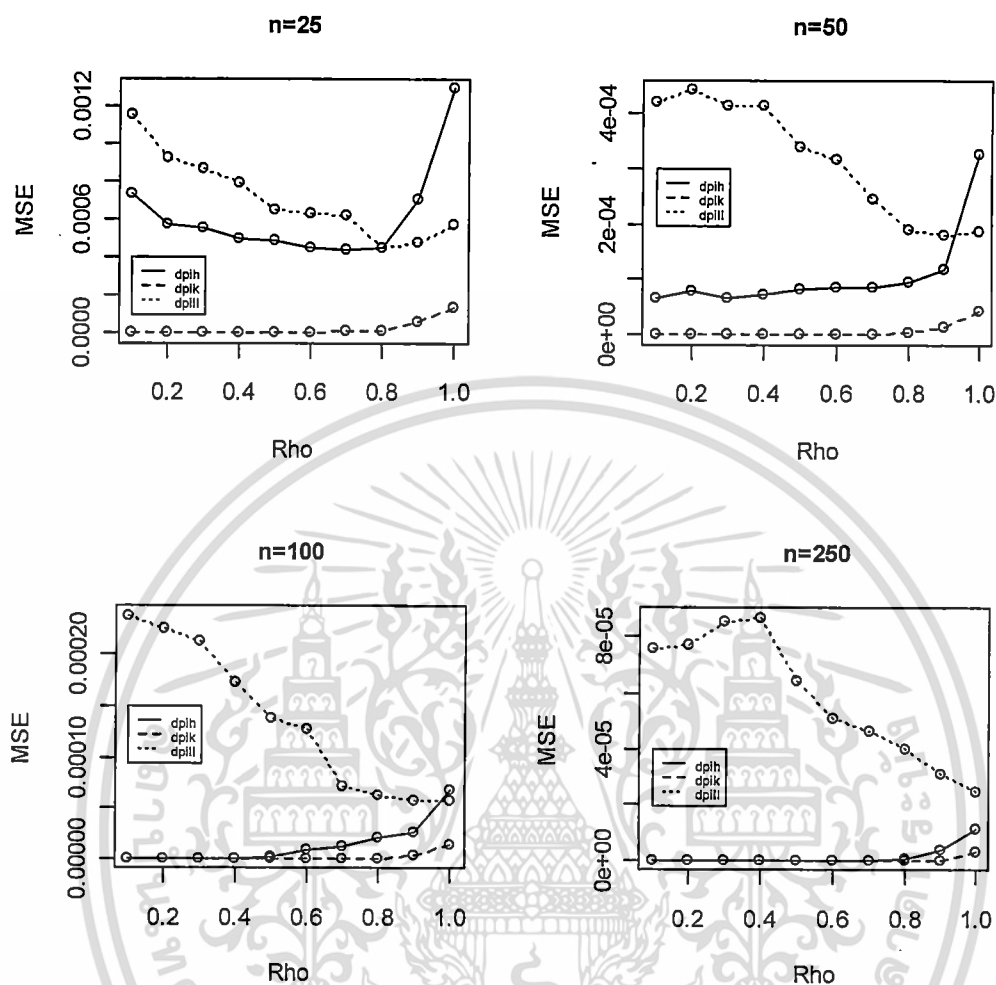 n=25
MSE
0.0012
0.0006
0.0000
dpih
dpik
dpill
0.2 0.4 0.6 0.8 1.0
Rho
n=50
MSE
4e-04
2e-04
0e+00
dpih
dpik
dpill
0.2 0.4 0.6 0.8 1.0
Rho
n=100
MSE
0.00020
0.00010
0.00000
dpih
dpik
dpill
0.2 0.4 0.6 0.8 1.0
Rho
n=250
MSE
8e-05
4e-05
0e+00
dpih
dpik
dpill
0.2 0.4 0.6 0.8 1.0
Rho